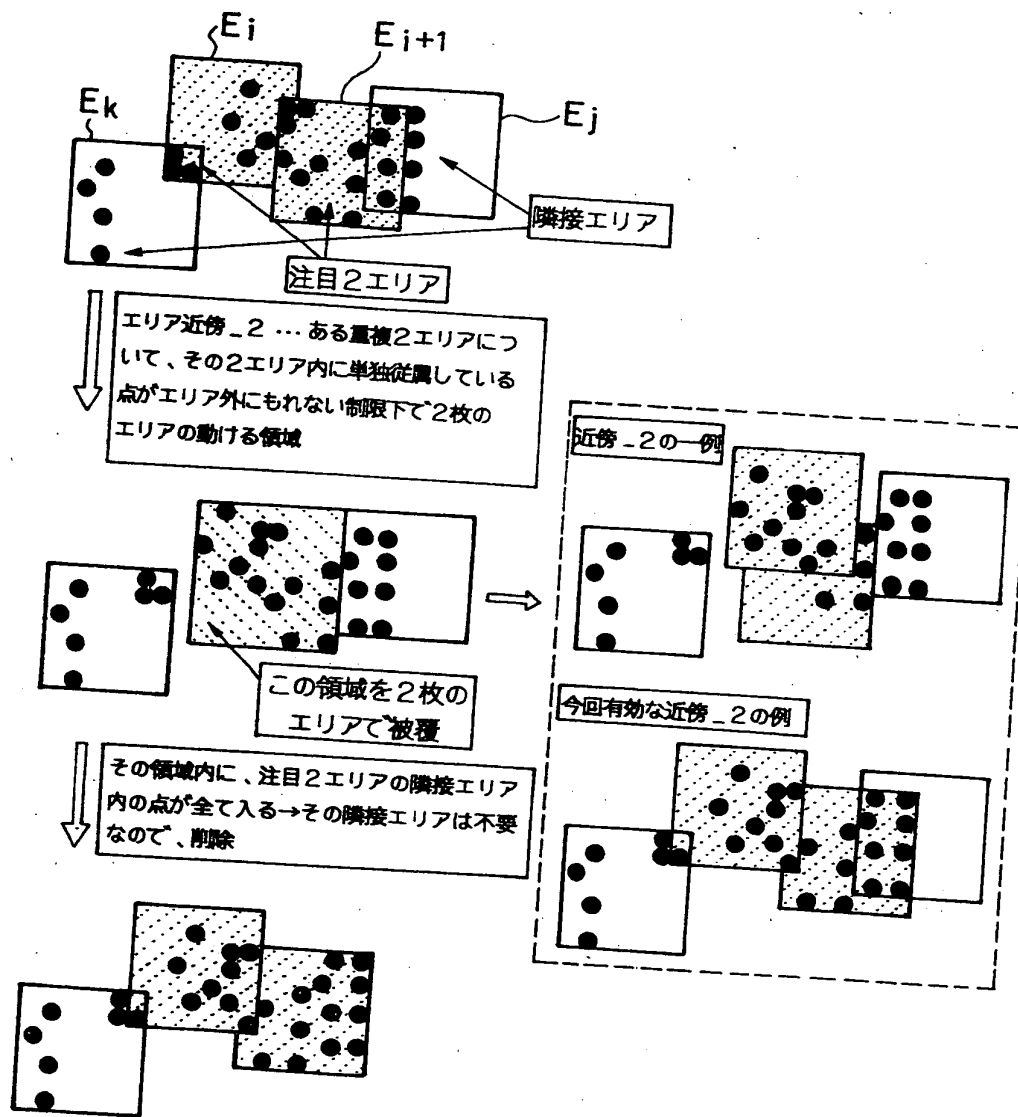 Ei
Ei+1
Ek
Ej
隣接エリア
注目2エリア
エリア近傍_2 …ある重複2エリアにつ
いて、その2エリア内に単独従属している
点がエリア外にもれない制限下で2枚の
エリアの動ける領域
近傍_2の一例
この領域を2枚の
エリアで被覆
今回有効な近傍_2の例
その領域内に、注目2エリアの隣接エリア
内の点が全て入る→その隣接エリアは不要
なので、削除